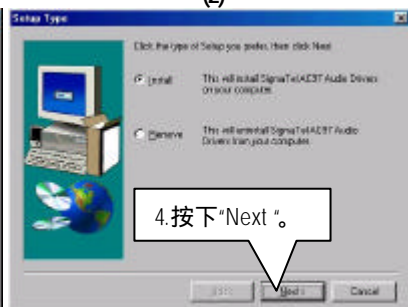 (2)
Setup Type
Click the type of Setup you prefer, then click Next
Install
This will install SigmaTel AC97 Audio Drivers
on your computer.
Remove
This will uninstall SigmaTel AC97 Audio
Drivers from your computer.
4.按下“Next “。
Next >
Cancel